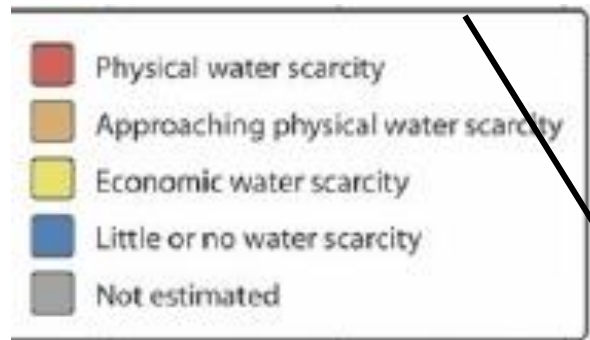 Physical water scarcity
Approaching physical water scarcity
Economic water scarcity
Little or no water scarcity
Not estimated